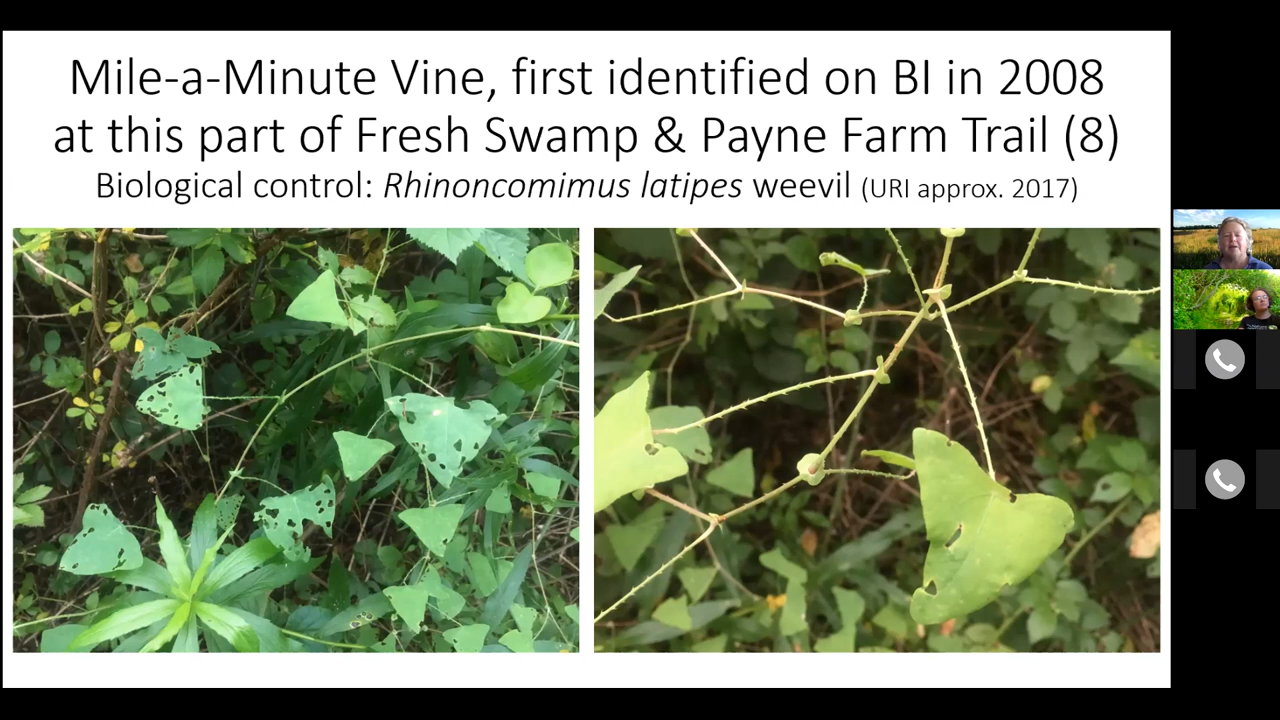 Mile-a-Minute Vine, first identified on BI in 2008
at this part of Fresh Swamp & Payne Farm Trail (8)
Biological control: Rhinoncomimus latipes weevil (URI approx. 2017)